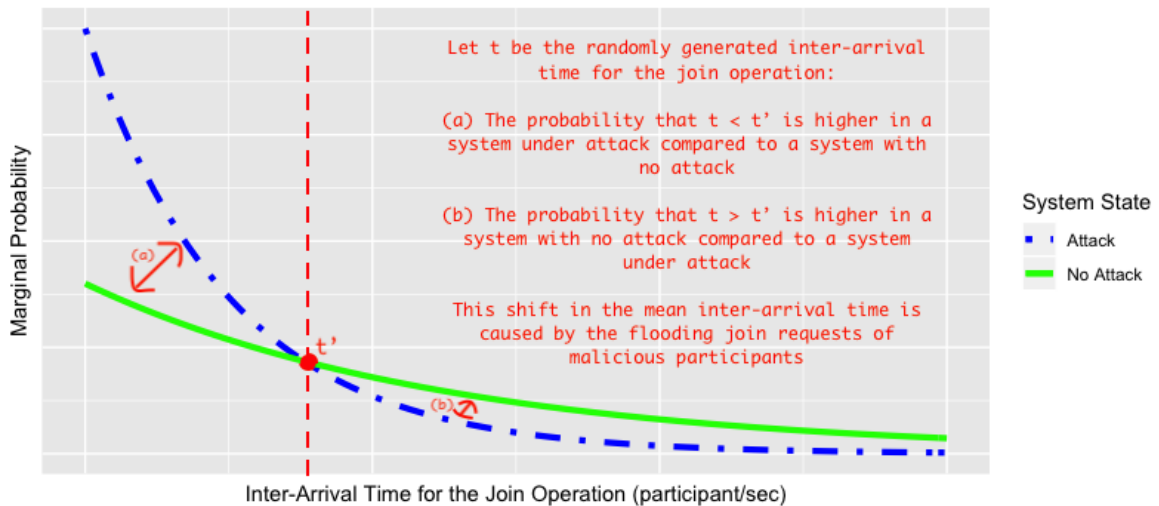 Let t be the randomly generated inter-arrival
time for the join operation:
(a) The probability that t < t’ is higher in a
system under attack compared to a system with
no attack
(b) The probability that t > t’ is higher in a
system with no attack compared to a system
under attack
This shift in the mean inter-arrival time is
caused by the flooding join requests of
malicious participants
Marginal Probability
(a)
t’
(b)
Inter-Arrival Time for the Join Operation (participant/sec)
System State
Attack
No Attack